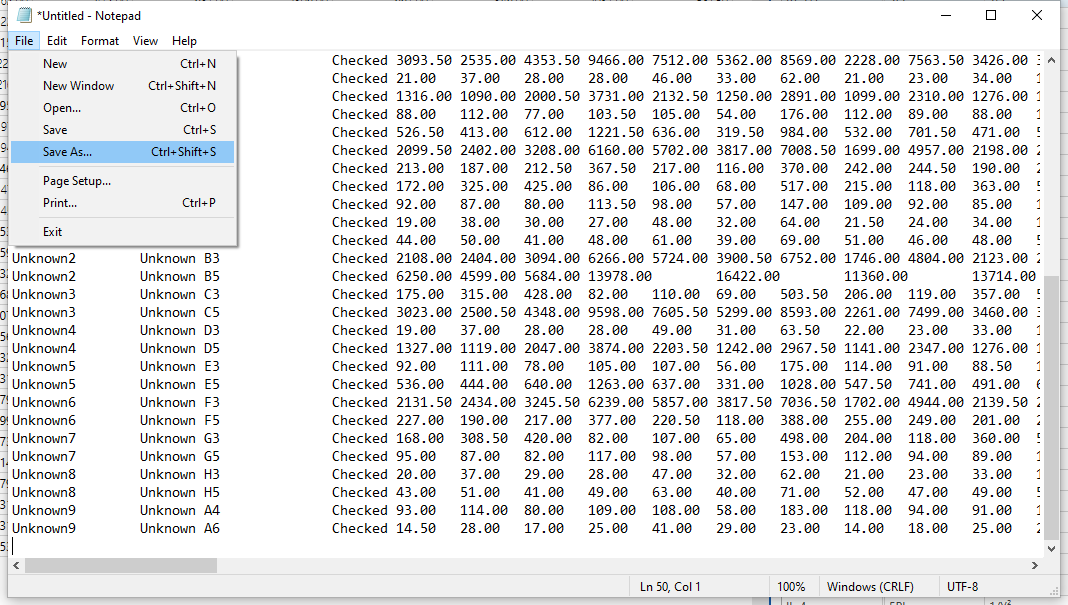 *Untitled - Notepad
File Edit Format View Help
New Ctrl+N
New Window Ctrl+Shift+N
Open... Ctrl+O
Save Ctrl+S
Save As... Ctrl+Shift+S
Page Setup...
Print... Ctrl+P
Exit
Checked 3093.50 2535.00 4353.50 9466.00 7512.00 5362.00 8569.00 2228.00 7563.50 3426.00
Checked 21.00 37.00 28.00 28.00 46.00 33.00 62.00 21.00 23.00 34.00
Checked 1316.00 1090.00 2000.50 3731.00 2132.50 1250.00 2891.00 1099.00 2310.00 1276.00
Checked 88.00 112.00 77.00 103.50 105.00 54.00 176.00 112.00 89.00 88.00
Checked 526.50 413.00 612.00 1221.50 636.00 319.50 984.00 532.00 701.50 471.00
Checked 2099.50 2402.00 3208.00 6160.00 5702.00 3817.00 7008.50 1699.00 4957.00 2198.00
Checked 213.00 187.00 212.50 367.50 217.00 116.00 370.00 242.00 244.50 190.00
Checked 172.00 325.00 425.00 86.00 106.00 68.00 517.00 215.00 118.00 363.00
Checked 92.00 87.00 80.00 113.50 98.00 57.00 147.00 109.00 92.00 85.00
Checked 19.00 38.00 30.00 27.00 48.00 32.00 64.00 21.50 24.00 34.00
Checked 44.00 50.00 41.00 48.00 61.00 39.00 69.00 51.00 46.00 48.00
Unknown2 Unknown B3 Checked 2108.00 2404.00 3094.00 6266.00 5724.00 3900.50 6752.00 1746.00 4804.00 2123.00
Unknown2 Unknown B5 Checked 6250.00 4599.00 5684.00 13978.00 16422.00 11360.00 13714.00
Unknown3 Unknown C3 Checked 175.00 315.00 428.00 82.00 110.00 69.00 503.50 206.00 119.00 357.00
Unknown3 Unknown C5 Checked 3023.00 2500.50 4348.00 9598.00 7605.50 5299.00 8593.00 2261.00 7499.00 3460.00
Unknown4 Unknown D3 Checked 19.00 37.00 28.00 28.00 49.00 31.00 63.50 22.00 23.00 33.00
Unknown4 Unknown D5 Checked 1327.00 1119.00 2047.00 3874.00 2203.50 1242.00 2967.50 1141.00 2347.00 1276.00
Unknown5 Unknown E3 Checked 92.00 111.00 78.00 105.00 107.00 56.00 175.00 114.00 91.00 88.50
Unknown5 Unknown E5 Checked 536.00 444.00 640.00 1263.00 637.00 331.00 1028.00 547.50 741.00 491.00
Unknown6 Unknown F3 Checked 2131.50 2434.00 3245.50 6239.00 5857.00 3817.50 7036.50 1702.00 4944.00 2139.50
Unknown6 Unknown F5 Checked 227.00 190.00 217.00 377.00 220.50 118.00 388.00 255.00 249.00 201.00
Unknown7 Unknown G3 Checked 168.00 308.50 420.00 82.00 107.00 65.00 498.00 204.00 118.00 360.00
Unknown7 Unknown G5 Checked 95.00 87.00 82.00 117.00 98.00 57.00 153.00 112.00 94.00 89.00
Unknown8 Unknown H3 Checked 20.00 37.00 29.00 28.00 47.00 32.00 62.00 21.00 23.00 33.00
Unknown8 Unknown H5 Checked 43.00 51.00 41.00 49.00 63.00 40.00 71.00 52.00 47.00 49.00
Unknown9 Unknown A4 Checked 93.00 114.00 80.00 109.00 108.00 58.00 183.00 118.00 94.00 91.00
Unknown9 Unknown A6 Checked 14.50 28.00 17.00 25.00 41.00 29.00 23.00 14.00 18.00 25.00
Ln 50, Col 1 100% Windows (CRLF) UTF-8